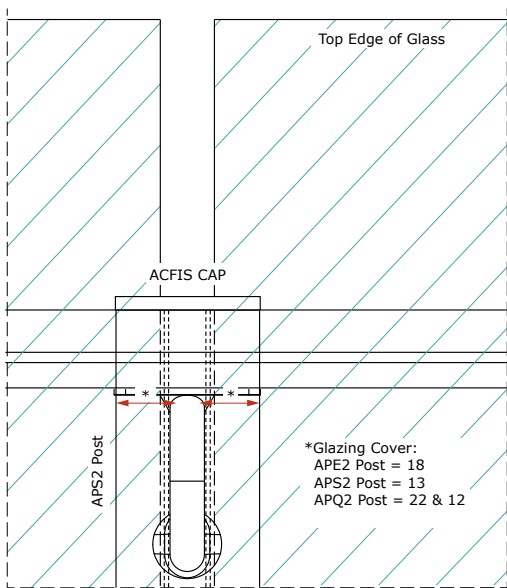 Top Edge of Glass
ACFIS CAP
* *
APS2 Post
*Glazing Cover:
APE2 Post = 18
APS2 Post = 13
APQ2 Post = 22 & 12